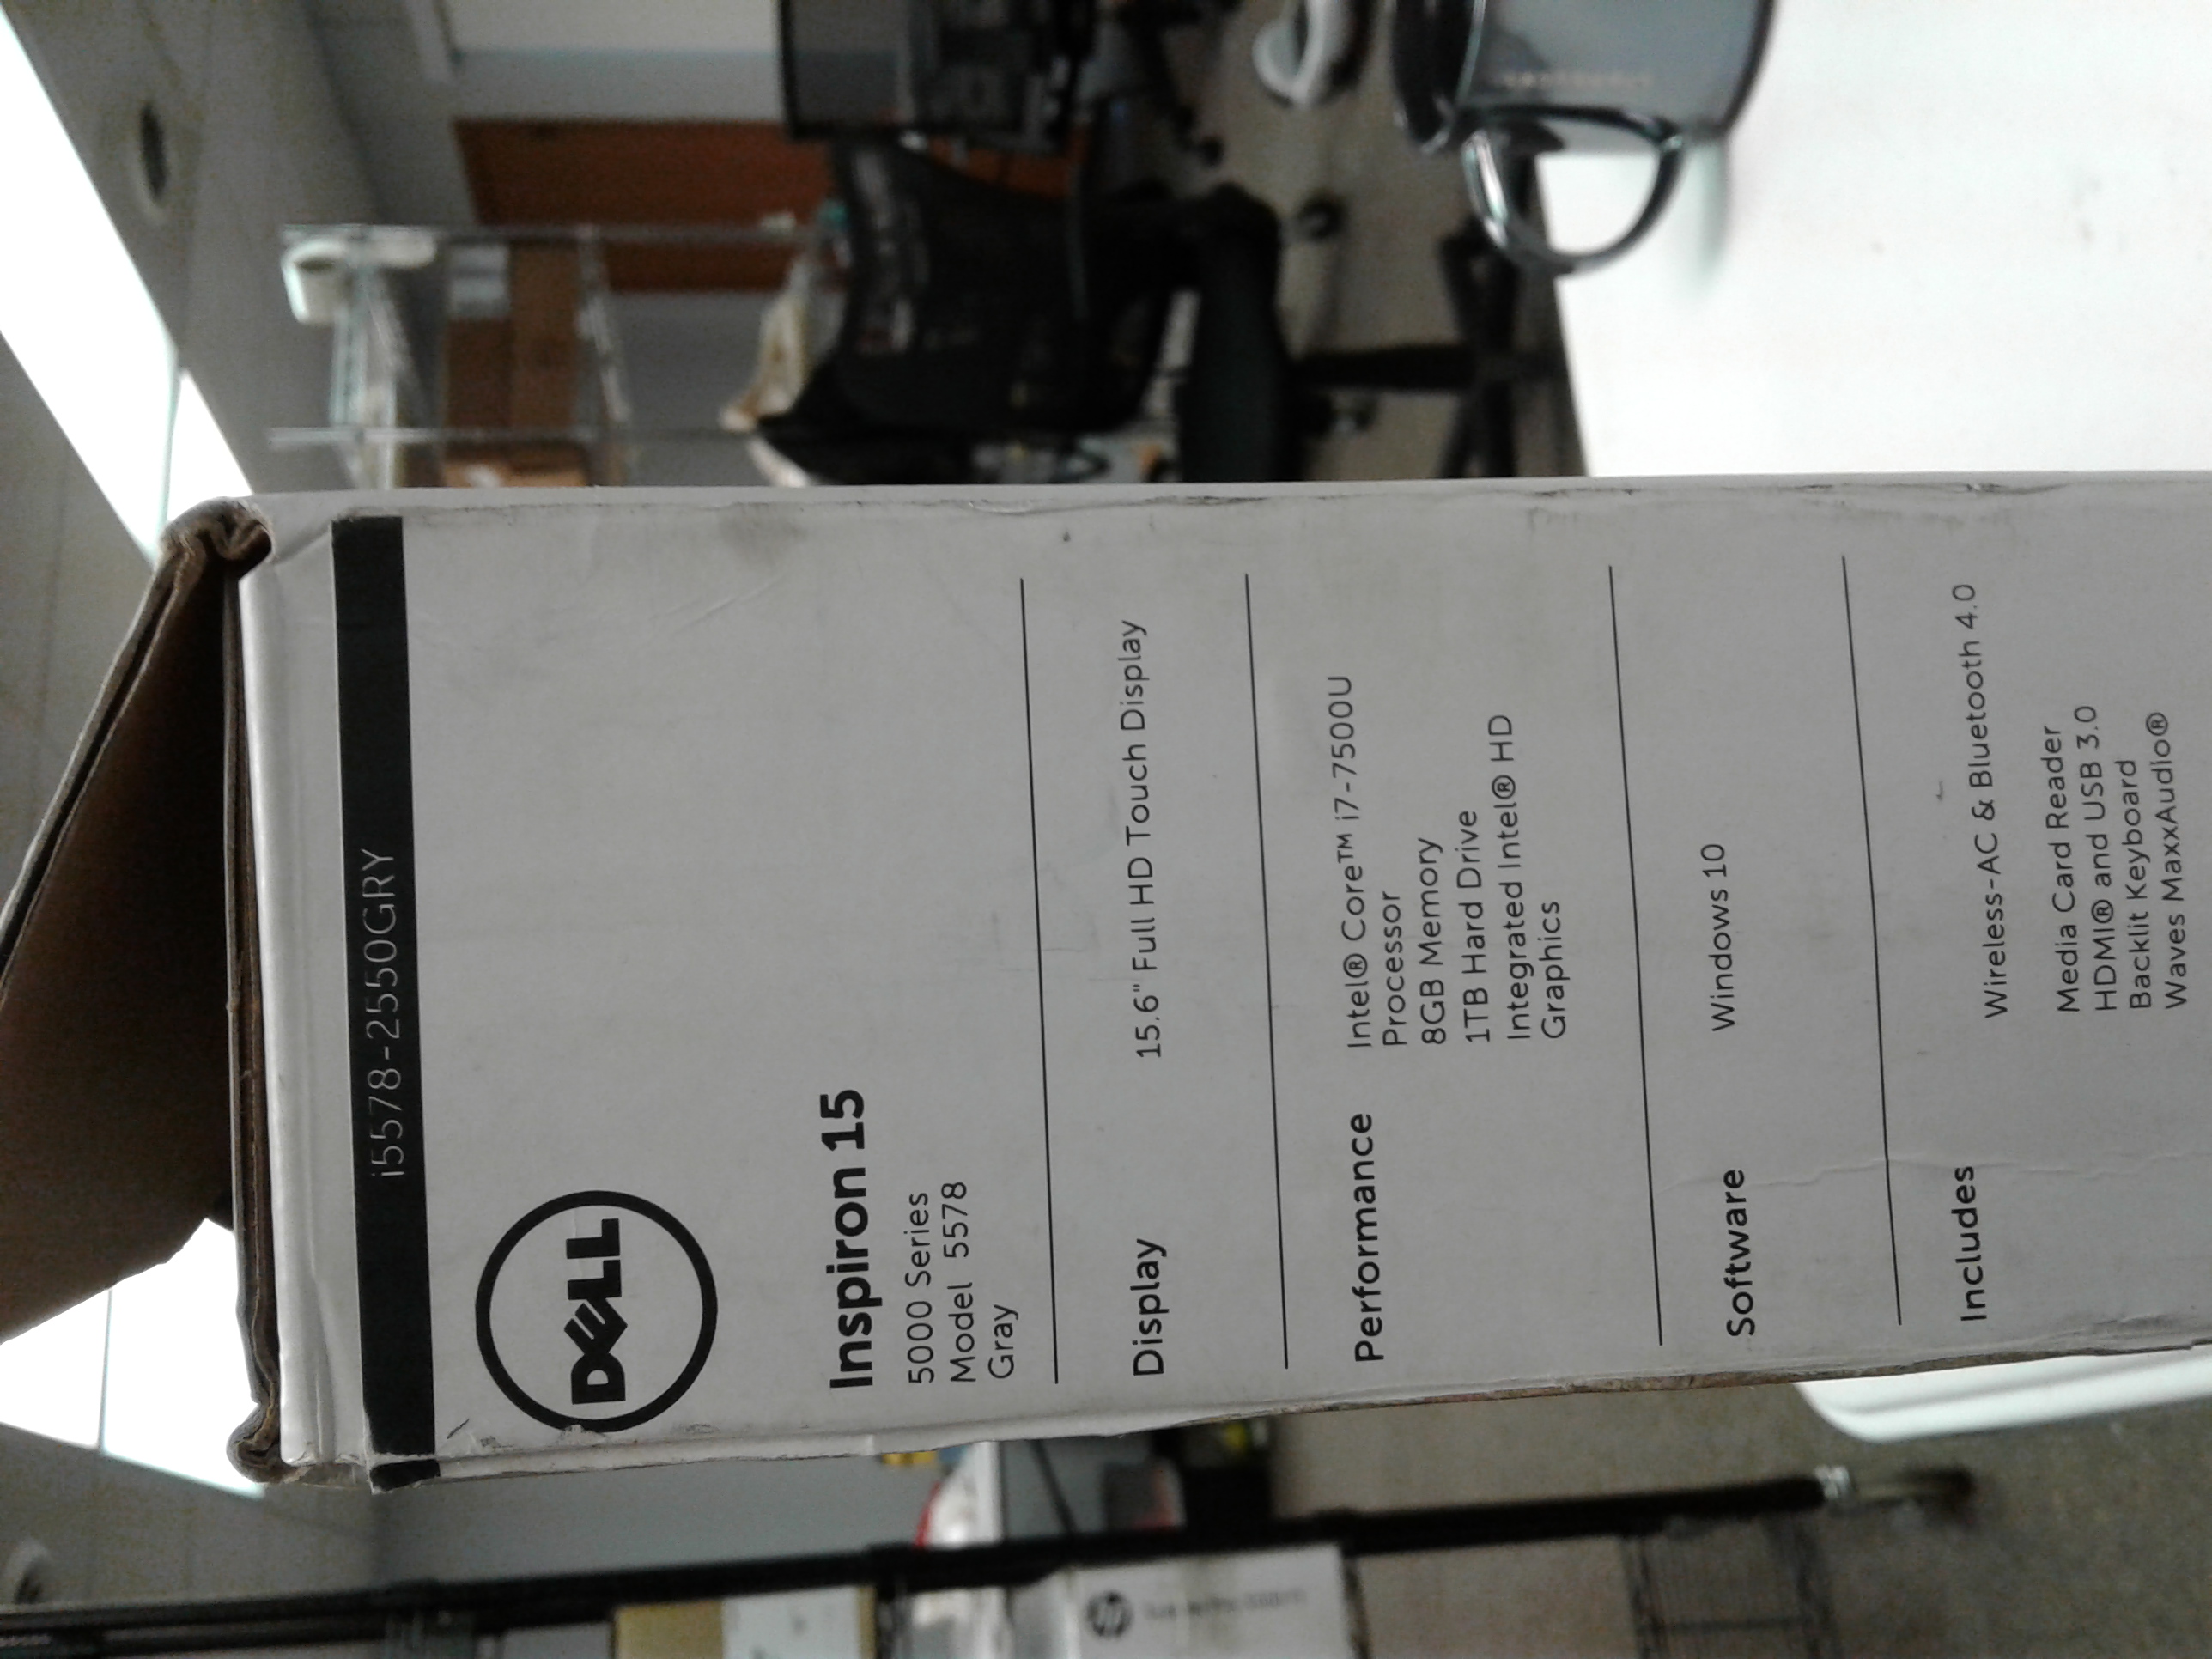 i5578-2550GRY
DELL
Inspiron 15
5000 Series
Model 5578
Gray
Display
15.6" Full HD Touch Display
Performance
Intel® Core™ i7-7500U
Processor
8GB Memory
1TB Hard Drive
Integrated Intel® HD
Graphics
Software
Windows 10
Includes
Wireless-AC & Bluetooth 4.0
Media Card Reader
HDMI® and USB 3.0
Backlit Keyboard
Waves MaxxAudio®
hp